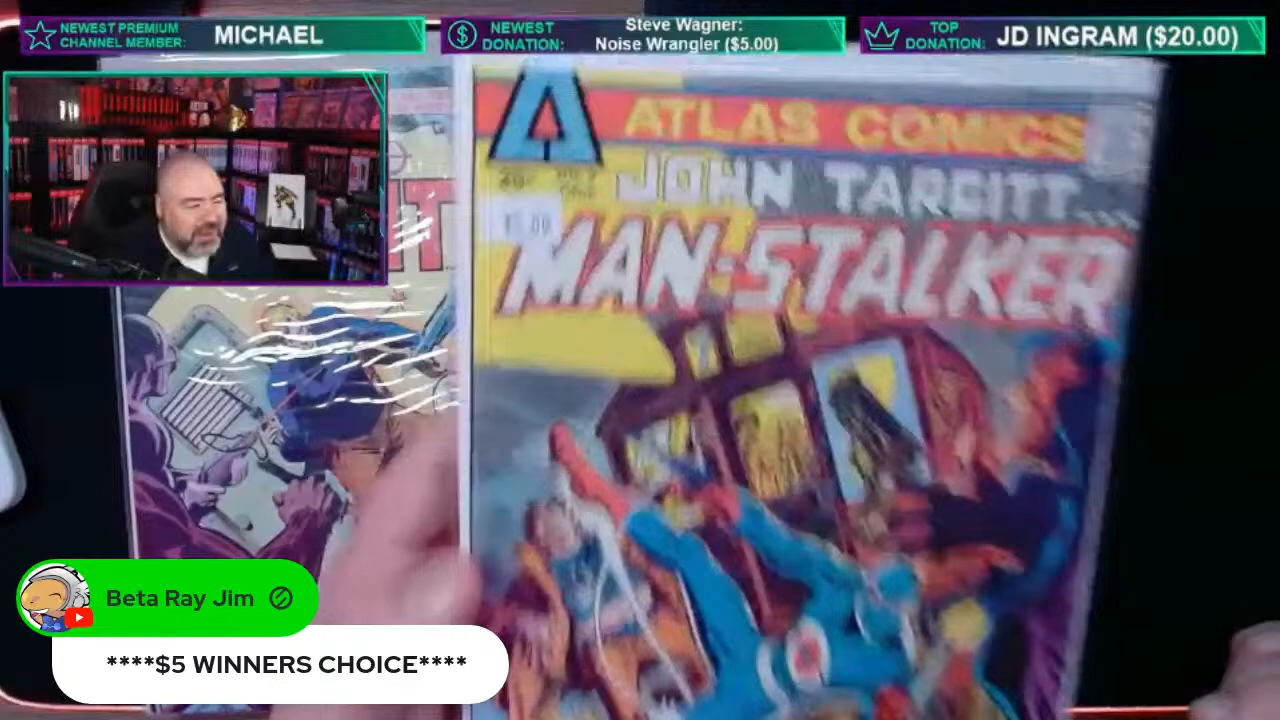 NEWEST PREMIUM
CHANNEL MEMBER:
MICHAEL
NEWEST
DONATION:
Steve Wagner:
Noise Wrangler ($5.00)
TOP
DONATION:
JD INGRAM ($20.00)
ATLAS COMICS
JOHN TARGITT...
MAN-STALKER
Beta Ray Jim
****$5 WINNERS CHOICE****